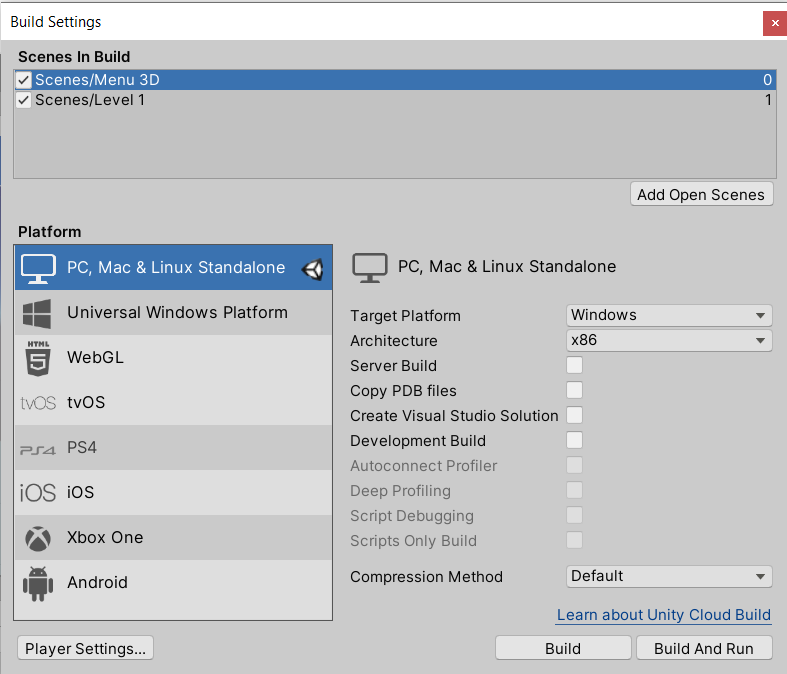 Build Settings
Scenes In Build
Scenes/Menu 3D 0
Scenes/Level 1 1
Add Open Scenes
Platform
PC, Mac & Linux Standalone
Universal Windows Platform
HTML
5
WebGL
tvOS tvOS
PS4 PS4
iOS iOS
Xbox One
Android
PC, Mac & Linux Standalone
Target Platform Windows
Architecture x86
Server Build
Copy PDB files
Create Visual Studio Solution
Development Build
Autoconnect Profiler
Deep Profiling
Script Debugging
Scripts Only Build
Compression Method Default
Learn about Unity Cloud Build
Player Settings... Build Build And Run